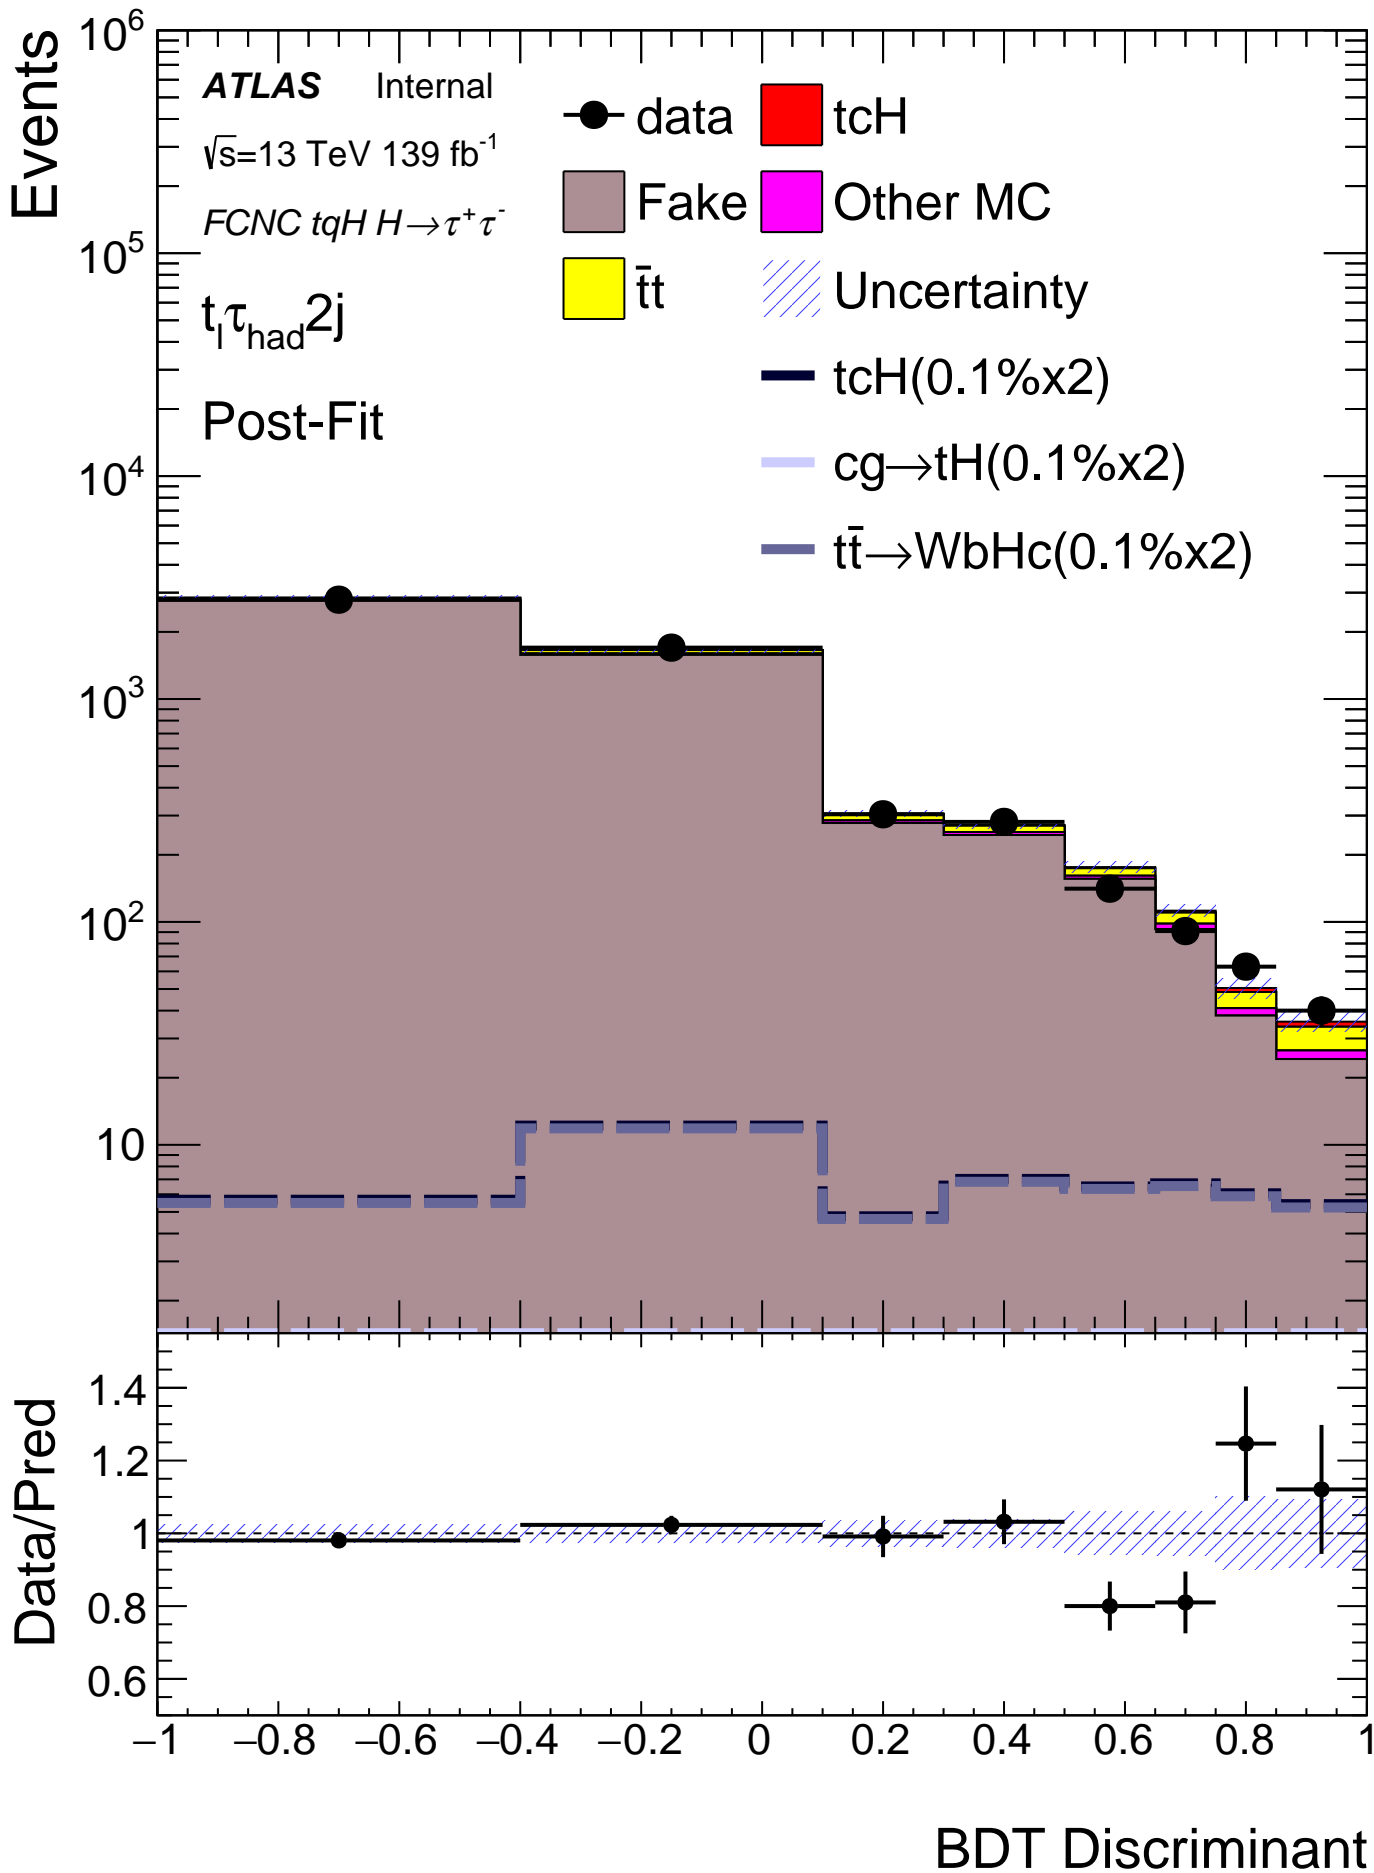 Events
10⁶
10⁵
10⁴
10³
10²
10
ATLAS Internal
√s=13 TeV 139 fb⁻¹
FCNC tqH H→τ⁺τ⁻
tₗτ_had2j
Post-Fit
data
tcH
Fake
Other MC
t̄t
Uncertainty
tcH(0.1%x2)
cg→tH(0.1%x2)
tt̄→WbHc(0.1%x2)
Data/Pred
1.4
1.2
1
0.8
0.6
−1 −0.8 −0.6 −0.4 −0.2 0 0.2 0.4 0.6 0.8 1
BDT Discriminant